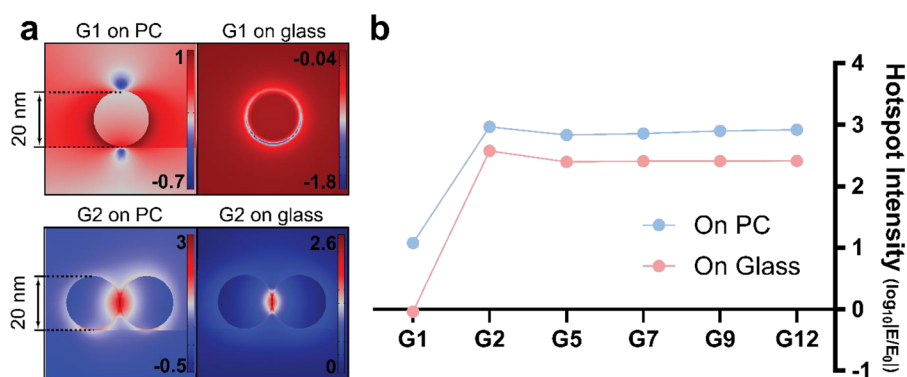 a
G1 on PC
G1 on glass
20 nm
1
-0.7
-0.04
-1.8
G2 on PC
G2 on glass
20 nm
3
-0.5
2.6
0
b
4
3
2
1
0
-1
Hotspot Intensity (log₁₀|E/E₀|)
On PC
On Glass
G1 G2 G5 G7 G9 G12